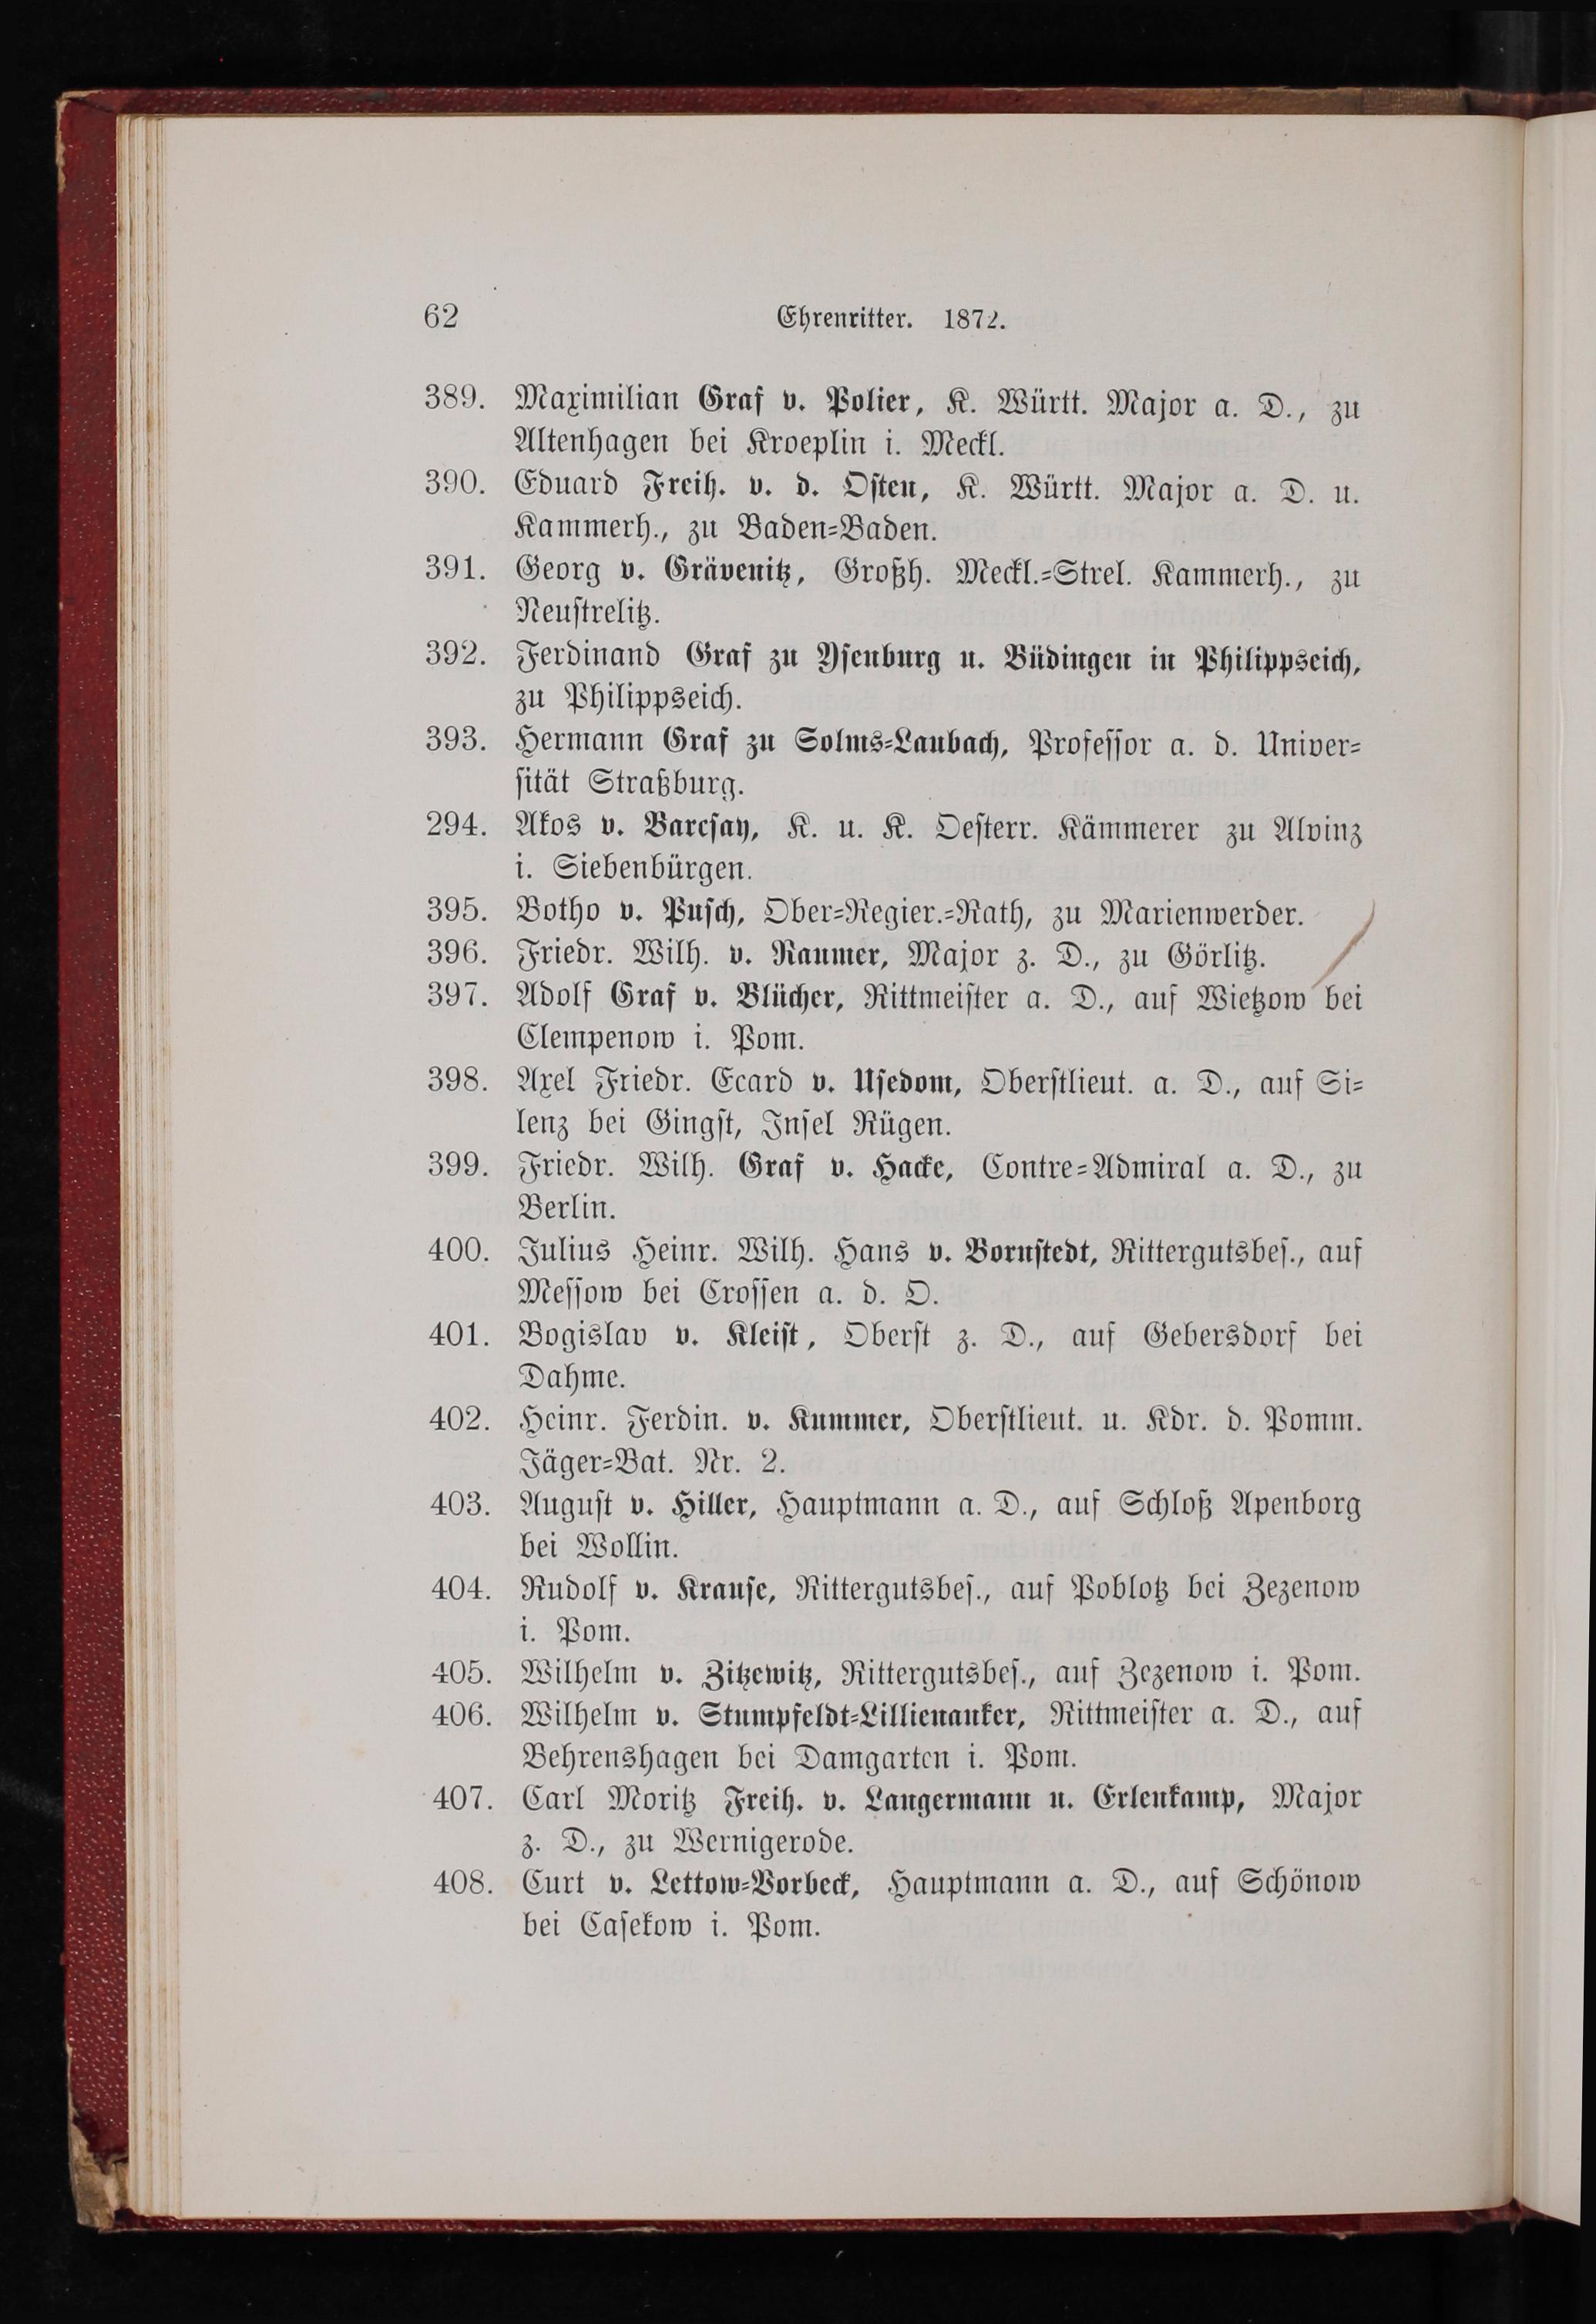 62
Ehrenritter. 1872.
389. Maximilian Graf v. Polier, K. Württ. Major a. D., zu
Altenhagen bei Kroeplin i. Meckl.
390. Eduard Freih. v. d. Osten, K. Württ. Major a. D. u.
Kammerh., zu Baden-Baden.
391. Georg v. Grävenitz, Großh. Meckl.-Strel. Kammerh., zu
Neustrelitz.
392. Ferdinand Graf zu Ysenburg u. Büdingen in Philippseich,
zu Philippseich.
393. Hermann Graf zu Solms-Laubach, Professor a. d. Univer-
sität Straßburg.
294. Akos v. Barcsay, K. u. K. Oesterr. Kämmerer zu Alvinz
i. Siebenbürgen.
395. Botho v. Pusch, Ober-Regier.-Rath, zu Marienwerder.
396. Friedr. Wilh. v. Raumer, Major z. D., zu Görlitz.
397. Adolf Graf v. Blücher, Rittmeister a. D., auf Wietzow bei
Clempenow i. Pom.
398. Axel Friedr. Ecard v. Usedom, Oberstlieut. a. D., auf Si-
lenz bei Gingst, Insel Rügen.
399. Friedr. Wilh. Graf v. Hacke, Contre-Admiral a. D., zu
Berlin.
400. Julius Heinr. Wilh. Hans v. Bornstedt, Rittergutsbes., auf
Messow bei Crossen a. d. O.
401. Bogislav v. Kleist, Oberst z. D., auf Gebersdorf bei
Dahme.
402. Heinr. Ferdin. v. Kummer, Oberstlieut. u. Kdr. d. Pomm.
Jäger-Bat. Nr. 2.
403. August v. Hiller, Hauptmann a. D., auf Schloß Apenborg
bei Wollin.
404. Rudolf v. Krause, Rittergutsbes., auf Poblotz bei Zezenow
i. Pom.
405. Wilhelm v. Zitzewitz, Rittergutsbes., auf Zezenow i. Pom.
406. Wilhelm v. Stumpfeldt-Lillienanker, Rittmeister a. D., auf
Behrenshagen bei Damgarten i. Pom.
407. Carl Moritz Freih. v. Langermann u. Erlenkamp, Major
z. D., zu Wernigerode.
408. Curt v. Lettow-Vorbeck, Hauptmann a. D., auf Schönow
bei Casekow i. Pom.